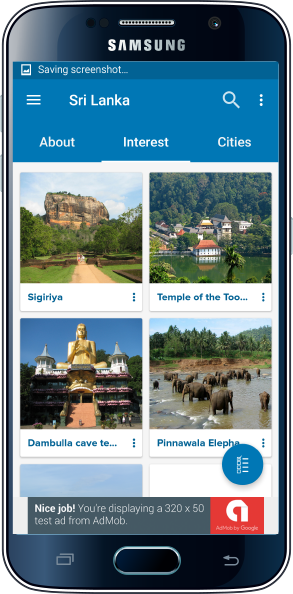 SAMSUNG
Saving screenshot...
Sri Lanka
About
Interest
Cities
Sigiriya
Temple of the Too...
Dambulla cave te...
Pinnawala Elepha
Nice job! You're displaying a 320 x 50
test ad from AdMob.
AdMob by Google